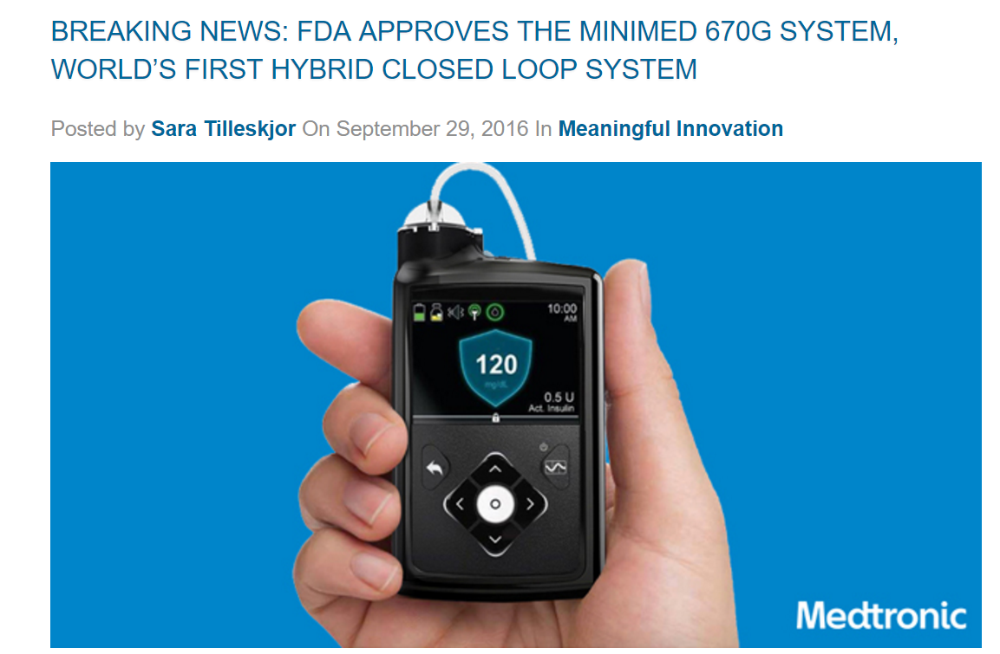 BREAKING NEWS: FDA APPROVES THE MINIMED 670G SYSTEM,
WORLD’S FIRST HYBRID CLOSED LOOP SYSTEM
Posted by Sara Tilleskjor On September 29, 2016 In Meaningful Innovation
10:00
AM
120
mg/dL
0.5 U
Act. Insulin
Medtronic